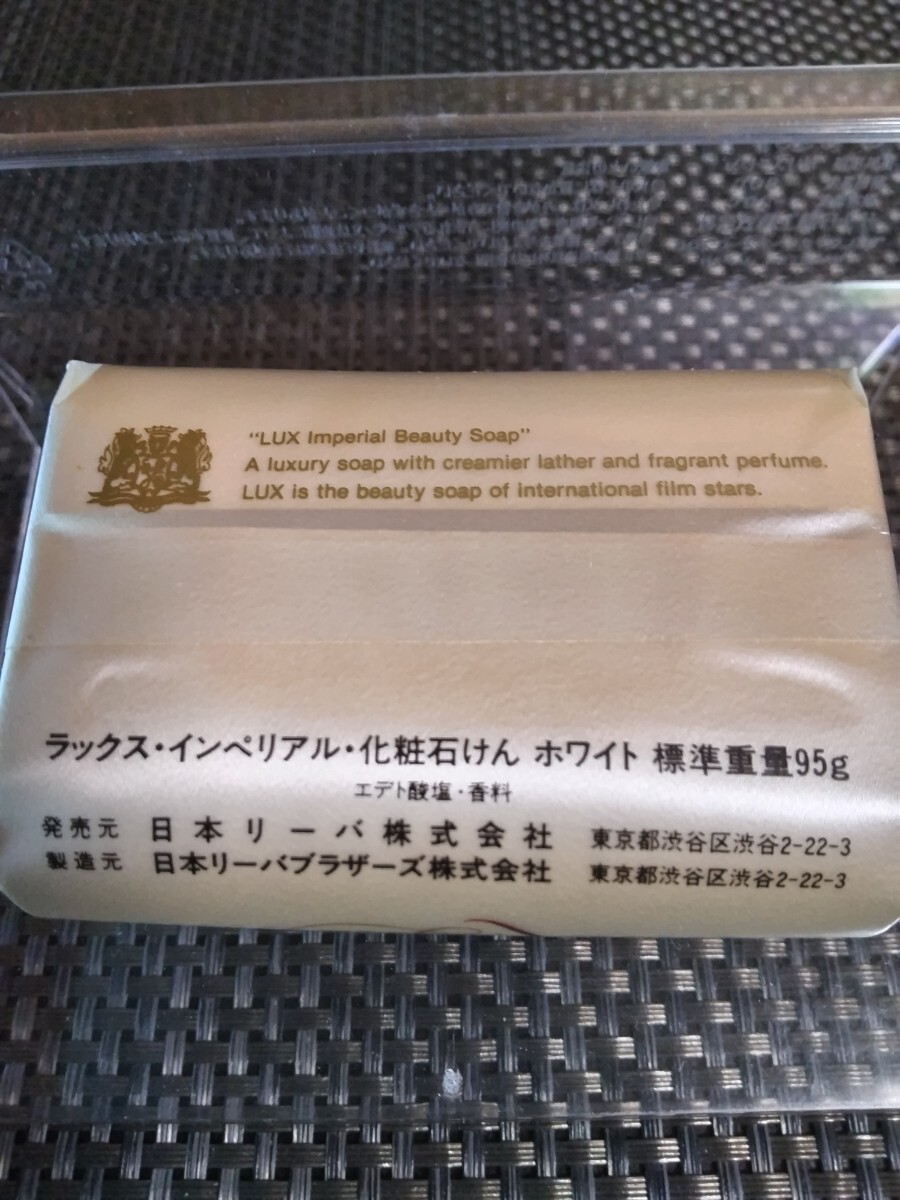 "LUX Imperial Beauty Soap"
A luxury soap with creamier lather and fragrant perfume.
LUX is the beauty soap of international film stars.
ラックス・インペリアル・化粧石けん ホワイト 標準重量95g
エデト酸塩・香料
発売元 日本リーバ株式会社 東京都渋谷区渋谷2-22-3
製造元 日本リーバブラザーズ株式会社 東京都渋谷区渋谷2-22-3